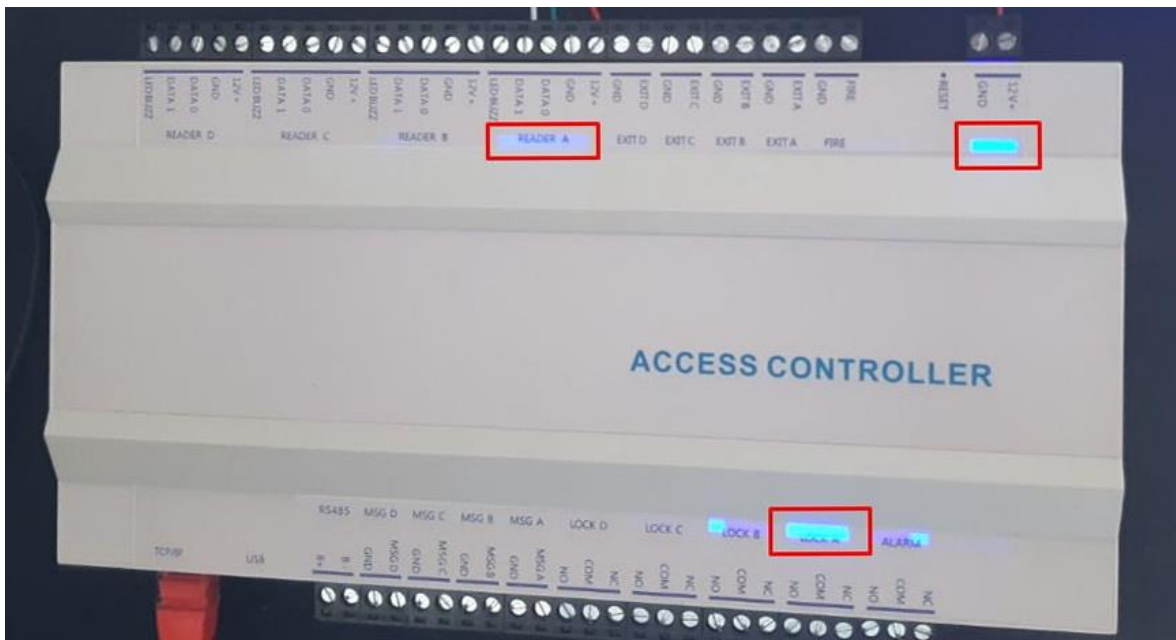 LED BUZZ DATA 1 DATA 0 GND 12V+ LED BUZZ DATA 1 DATA 0 GND 12V+ LED BUZZ DATA 1 DATA 0 GND 12V+ LED BUZZ DATA 1 DATA 0 GND 12V+ GND EXIT D GND EXIT C GND EXIT B GND EXIT A GND FIRE RESET GND 12V+
READER D READER C READER B READER A EXIT D EXIT C EXIT B EXIT A FIRE
ACCESS CONTROLLER
RS485 MSG D MSG C MSG B MSG A LOCK D LOCK C LOCK B LOCK A ALARM
TCP/IP USB B+ B- GND MSG D GND MSG C GND MSG B GND MSG A NO COM NC NO COM NC NO COM NC NO COM NC NO COM NC